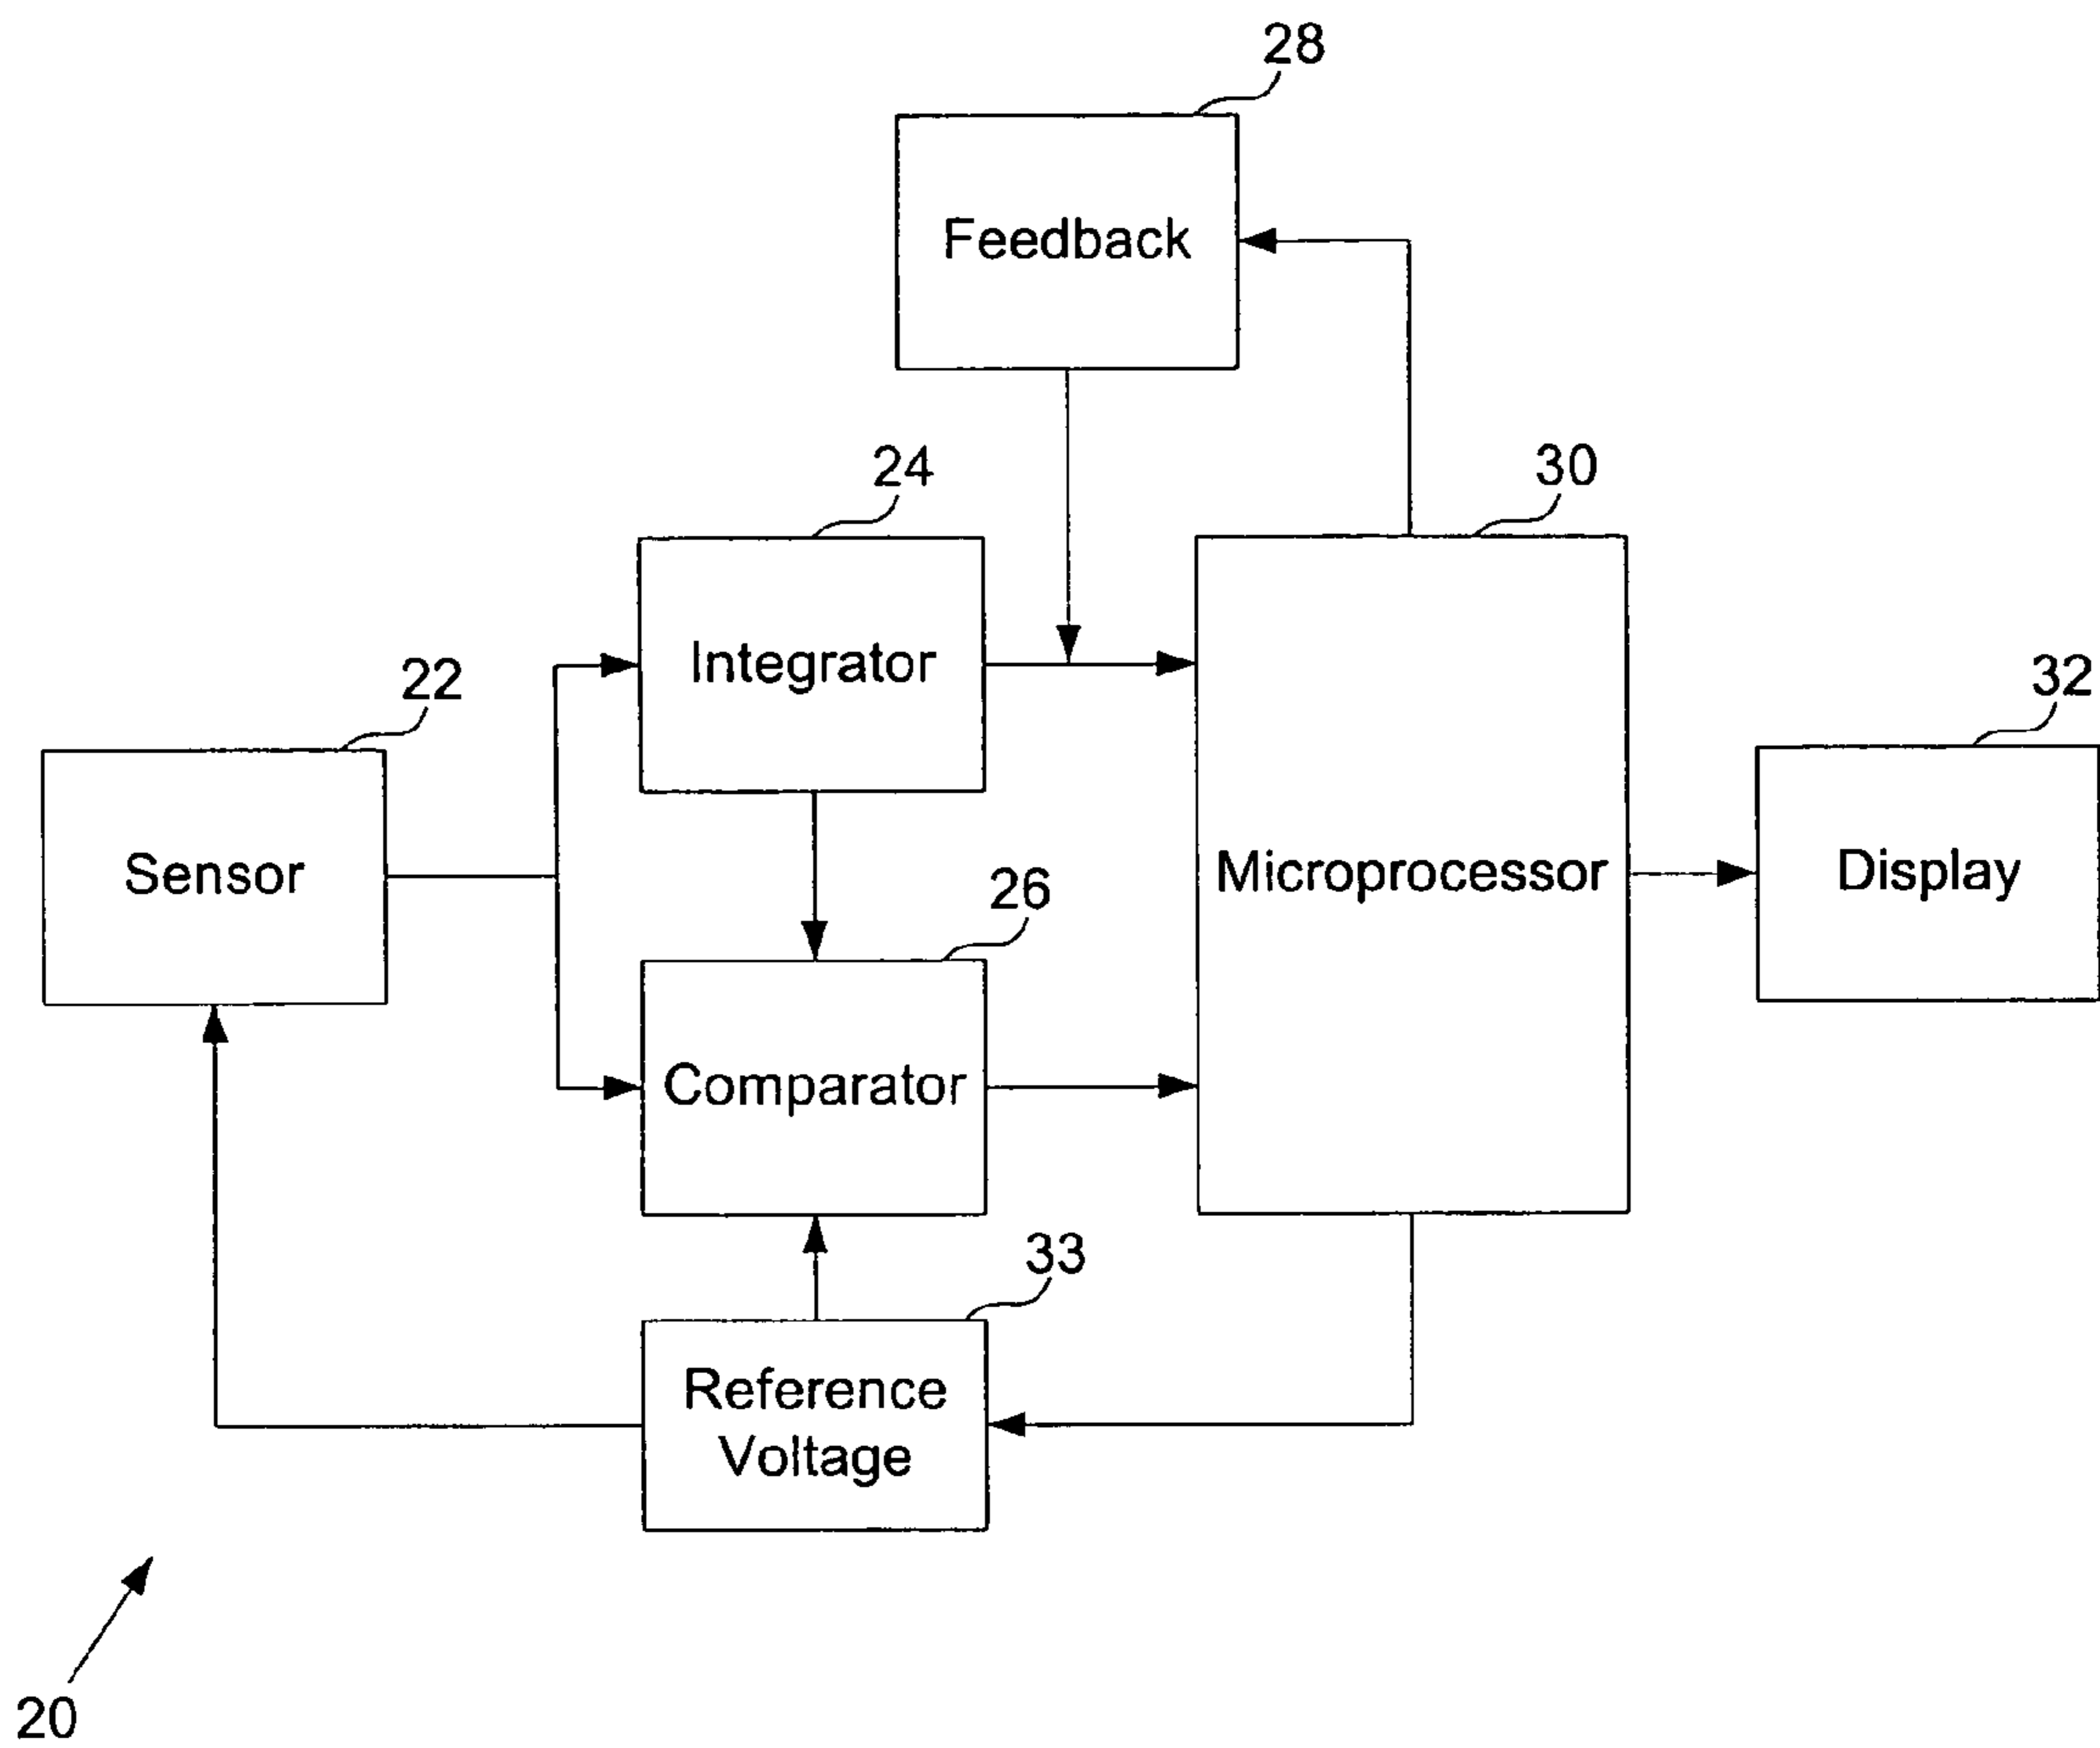 28
Feedback
24
30
Integrator
22
32
Sensor
26
Microprocessor
Display
Comparator
33
Reference
Voltage
20